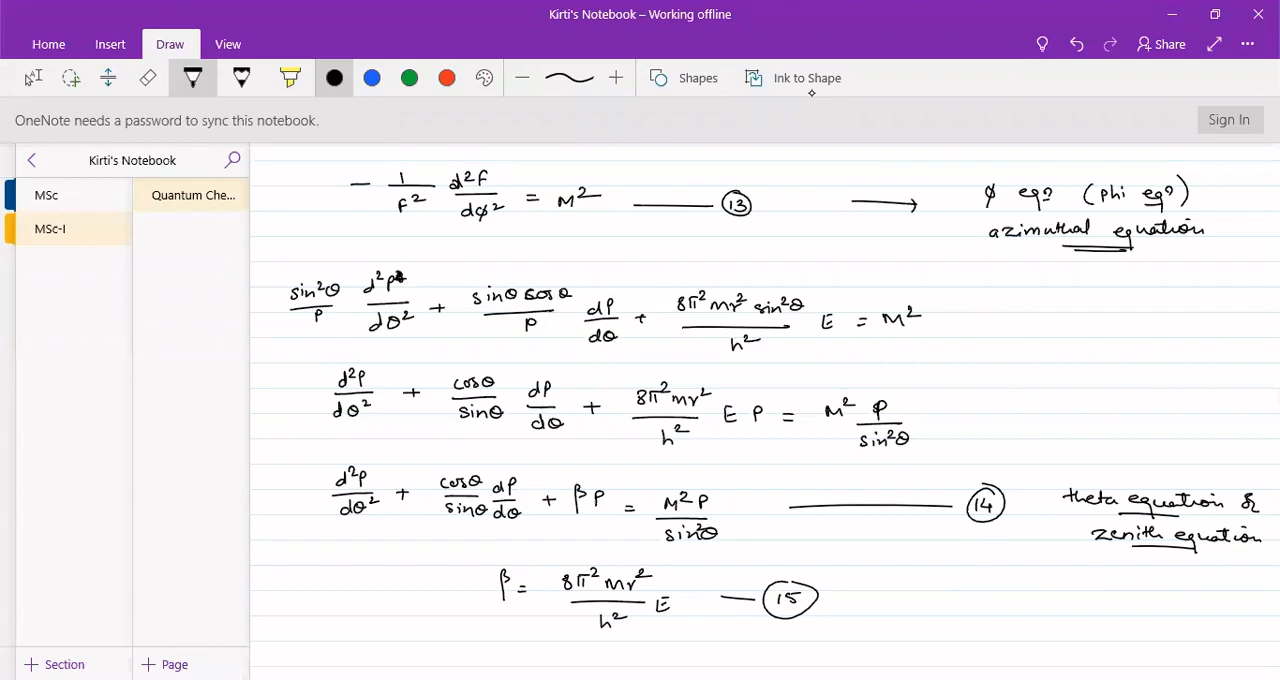 Kirti's Notebook – Working offline
Home Insert Draw View Share
Shapes Ink to Shape
OneNote needs a password to sync this notebook. Sign In
Kirti's Notebook
MSc Quantum Che...
MSc-I
− 1/F² d²F/dφ² = M² —— 13 → φ eqⁿ (phi eqⁿ)
azimuthal equation
sin²θ/P d²P/dθ² + sinθ cosθ/P dP/dθ + 8π²mr² sin²θ/h² E = M²
d²P/dθ² + cosθ/sinθ dP/dθ + 8π²mr²/h² E P = M² P/sin²θ
d²P/dθ² + cosθ/sinθ dP/dθ + βP = M²P/sin²θ —— 14 theta equation &
zenith equation
β = 8π²mr²/h² E — 15
+ Section + Page